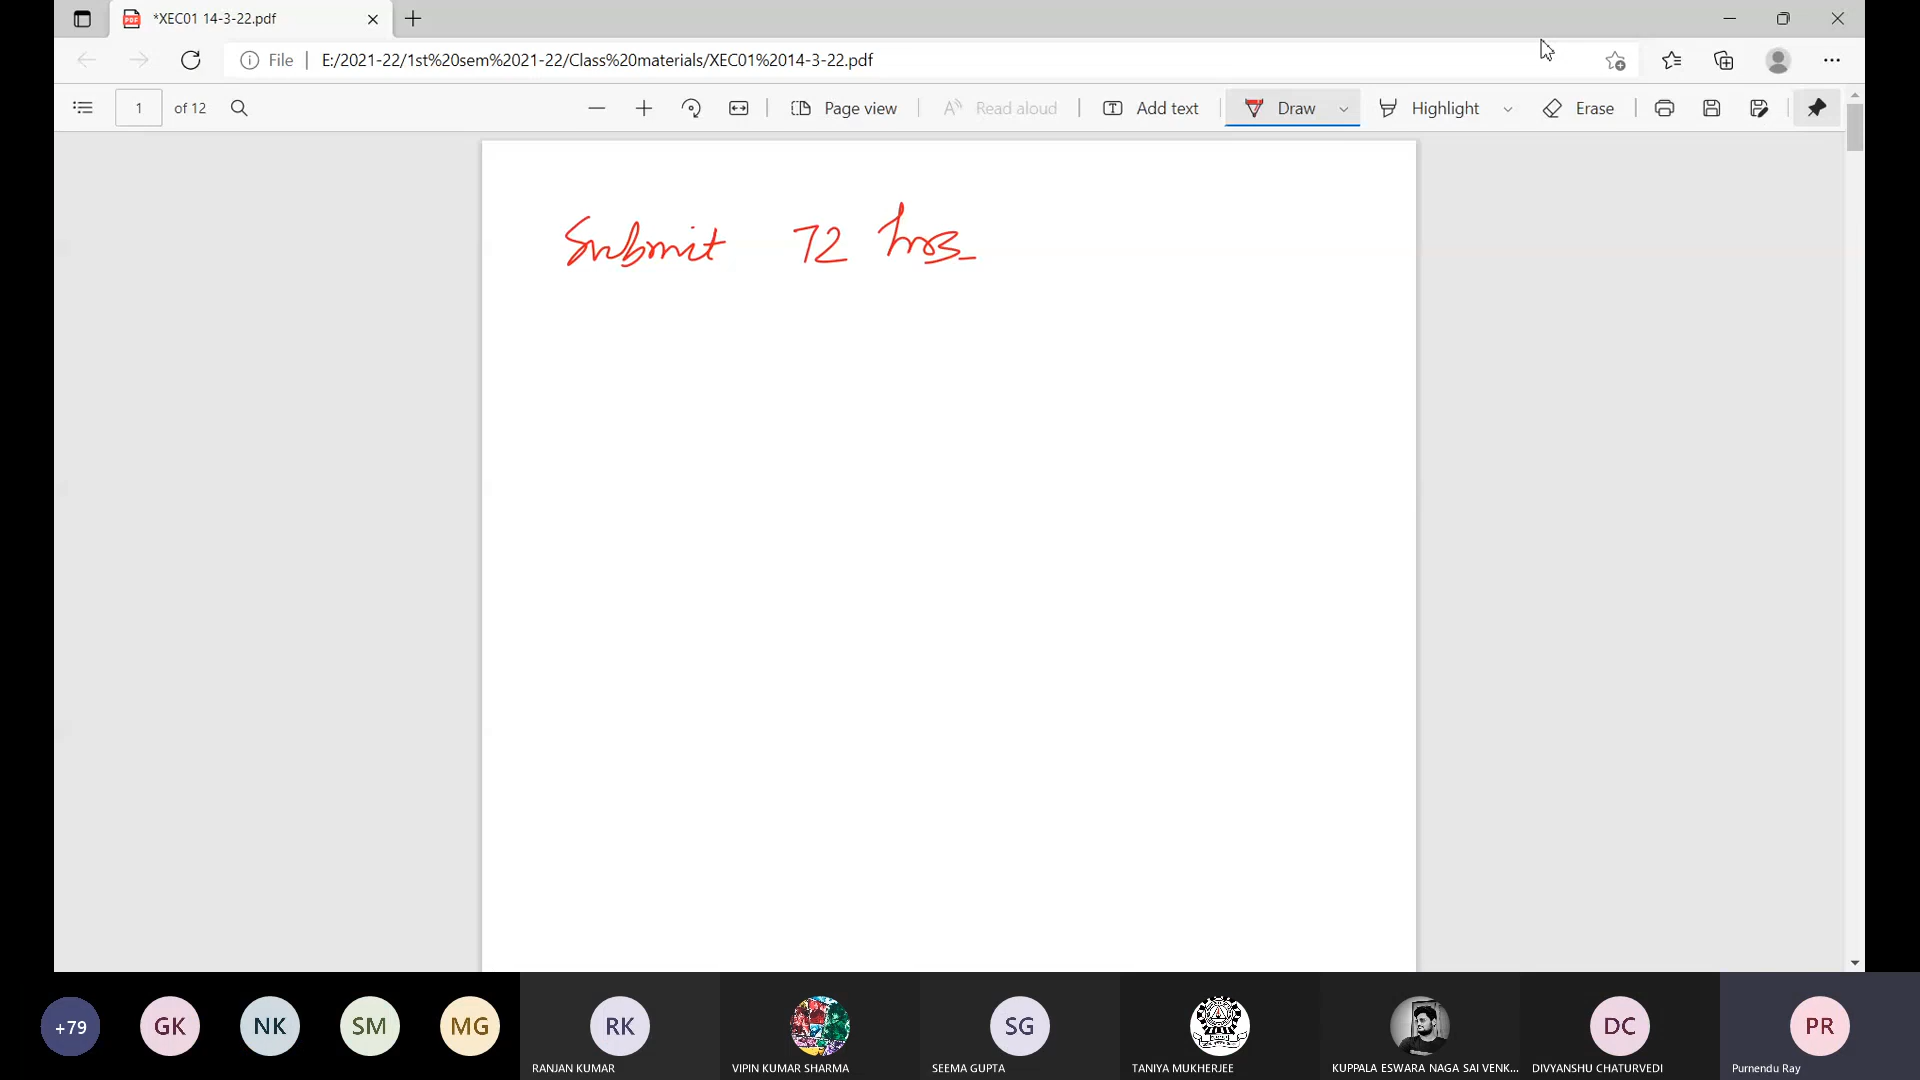 *XEC01 14-3-22.pdf
File | E:/2021-22/1st%20sem%2021-22/Class%20materials/XEC01%2014-3-22.pdf
1 of 12 Page view Read aloud Add text Draw Highlight Erase
Submit 72 hrs
+79 GK NK SM MG RK SG DC PR
RANJAN KUMAR VIPIN KUMAR SHARMA SEEMA GUPTA TANIYA MUKHERJEE KUPPALA ESWARA NAGA SAI VENK... DIVYANSHU CHATURVEDI Purnendu Ray